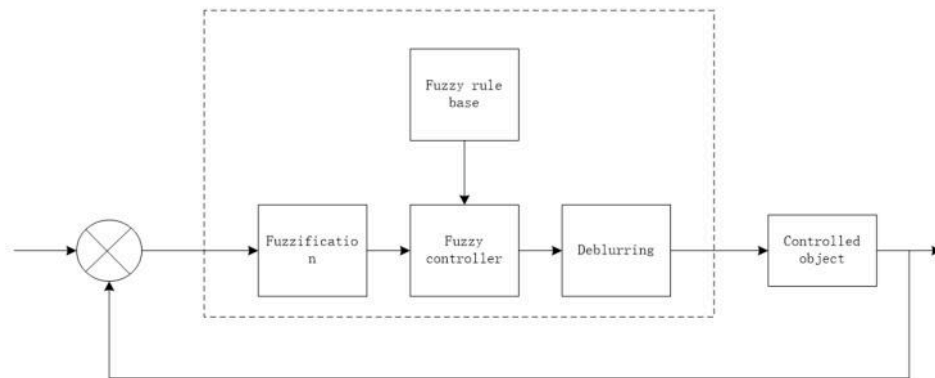 Fuzzy rule
base
Fuzzificatio
n
Fuzzy
controller
Deblurring
Controlled
object